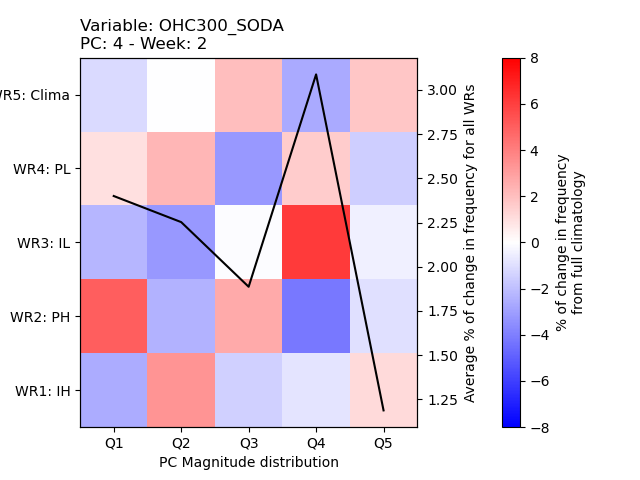 Variable: OHC300_SODA
PC: 4 - Week: 2
WR5: Clima
WR4: PL
WR3: IL
WR2: PH
WR1: IH
Q1 Q2 Q3 Q4 Q5
PC Magnitude distribution
3.00
2.75
2.50
2.25
2.00
1.75
1.50
1.25
Average % of change in frequency for all WRs
8
6
4
2
0
−2
−4
−6
−8
% of change in frequency
from full climatology